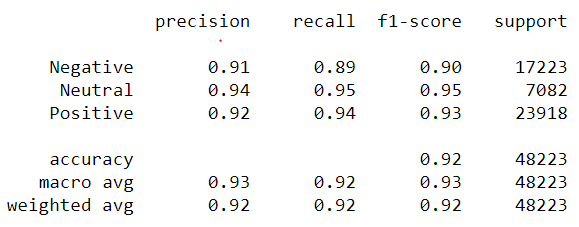 precision recall f1-score support
Negative 0.91 0.89 0.90 17223
Neutral 0.94 0.95 0.95 7082
Positive 0.92 0.94 0.93 23918
accuracy 0.92 48223
macro avg 0.93 0.92 0.93 48223
weighted avg 0.92 0.92 0.92 48223